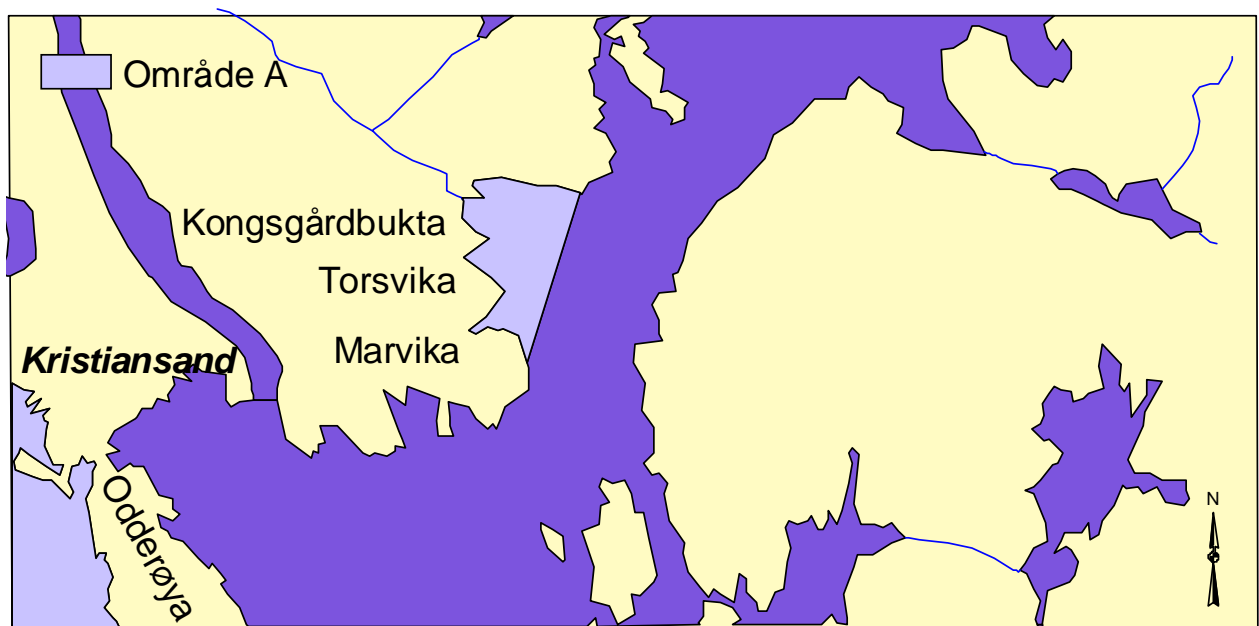 Område A
Kongsgårdbukta
Torsvika
Marvika
Kristiansand
Odderøya
N